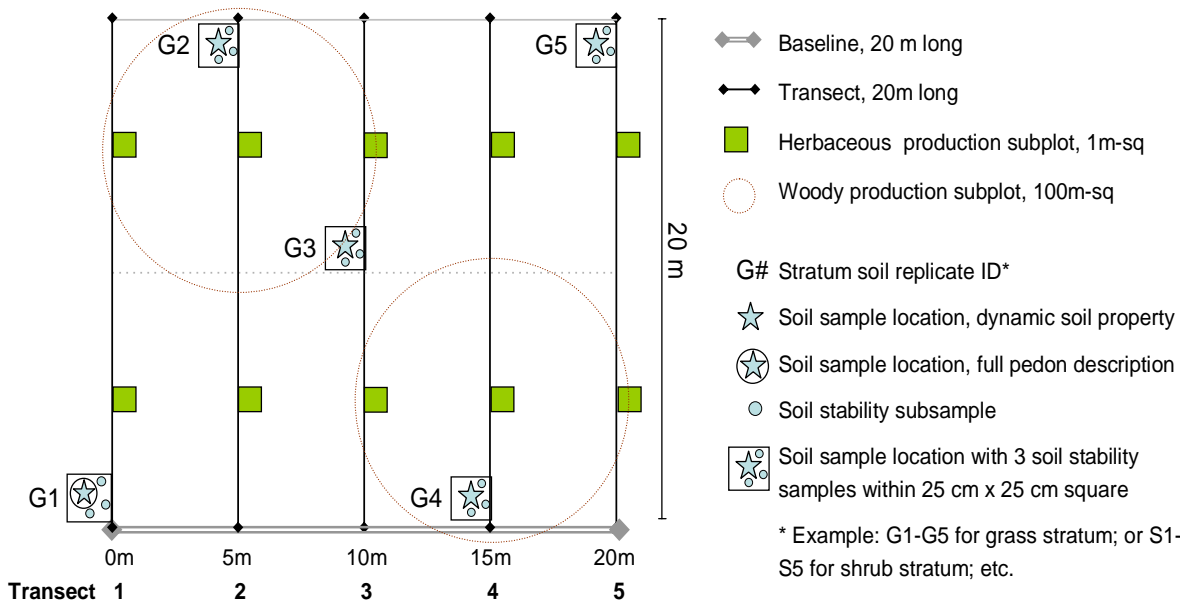 G2
G5
G3
G1
G4
20 m
0m 5m 10m 15m 20m
Transect 1 2 3 4 5
Baseline, 20 m long
Transect, 20m long
Herbaceous production subplot, 1m-sq
Woody production subplot, 100m-sq
G# Stratum soil replicate ID*
Soil sample location, dynamic soil property
Soil sample location, full pedon description
Soil stability subsample
Soil sample location with 3 soil stability
samples within 25 cm x 25 cm square
* Example: G1-G5 for grass stratum; or S1-
S5 for shrub stratum; etc.